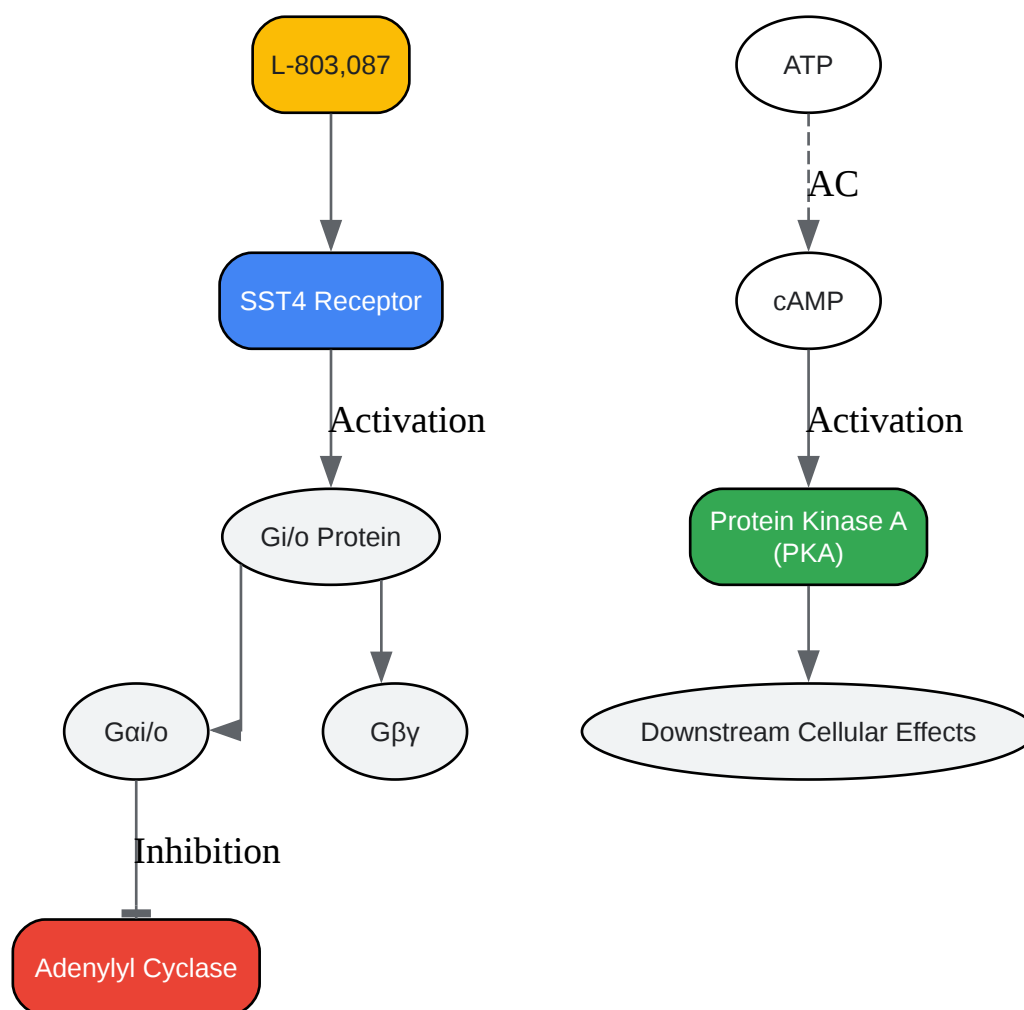 L-803,087
ATP
AC
SST4 Receptor
cAMP
Activation
Activation
Gi/o Protein
Protein Kinase A
(PKA)
Gαi/o
Gβγ
Downstream Cellular Effects
Inhibition
Adenylyl Cyclase